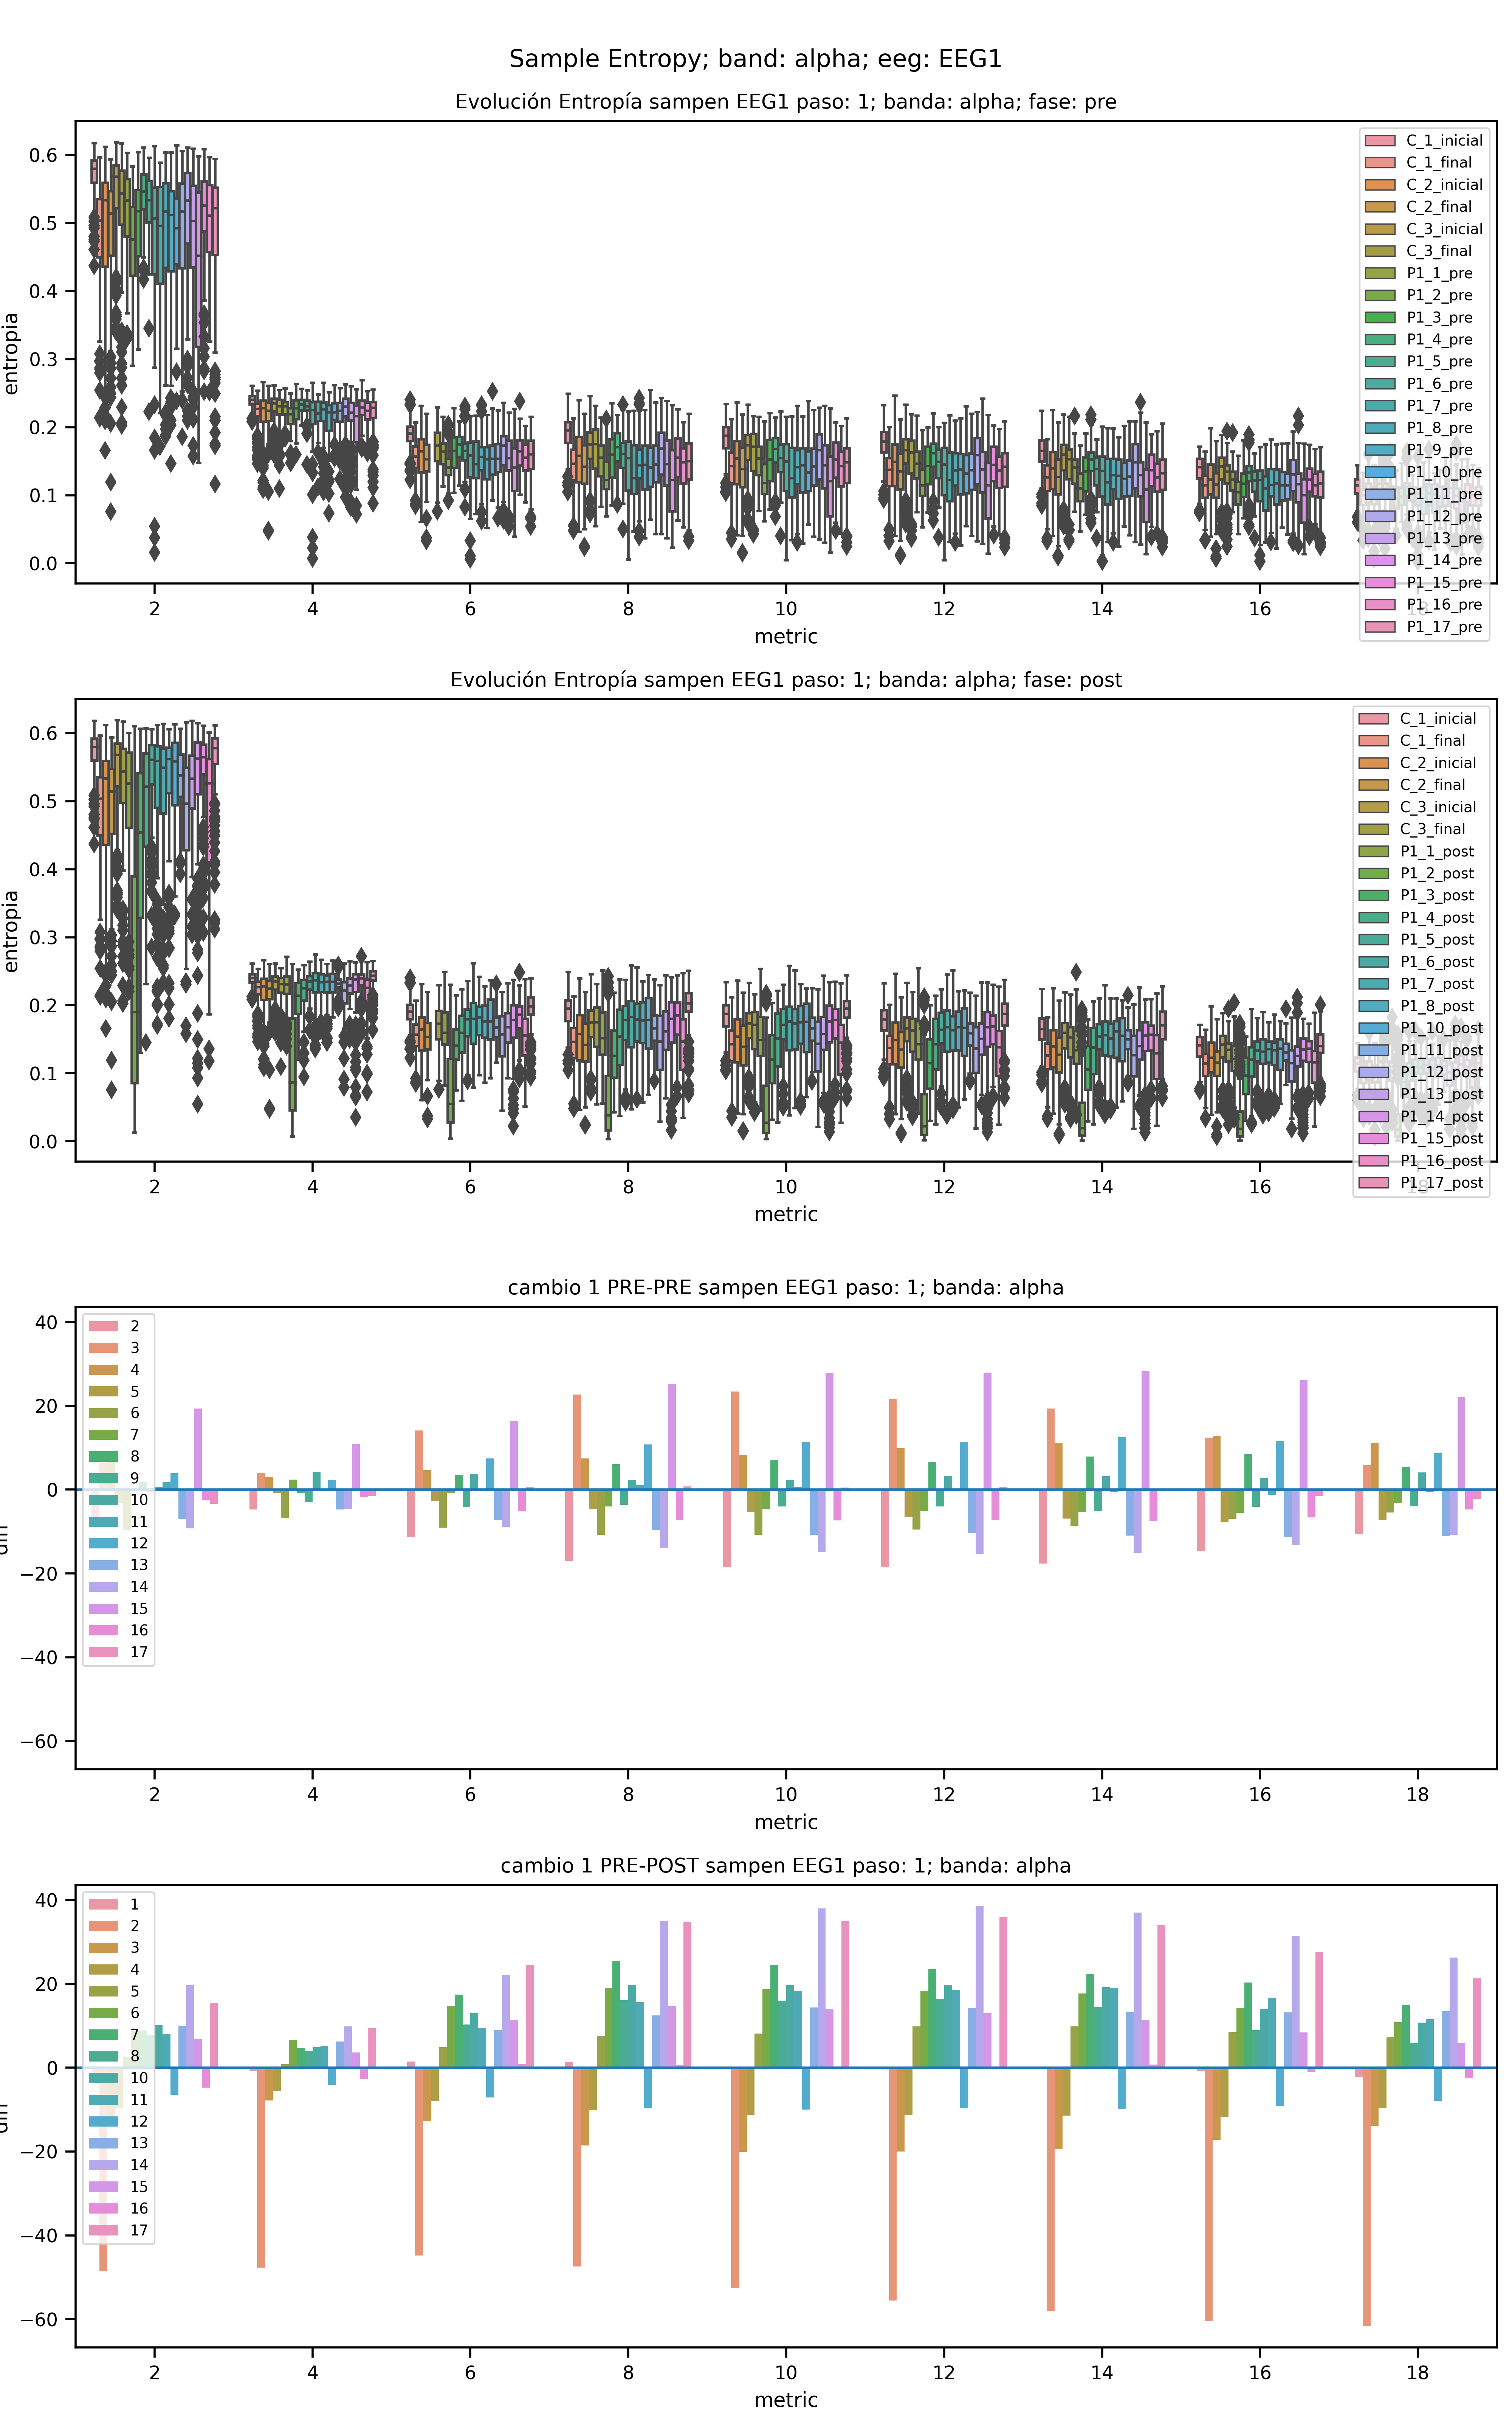 Sample Entropy; band: alpha; eeg: EEG1
Evolución Entropía sampen EEG1 paso: 1; banda: alpha; fase: pre
entropia
0.6
0.5
0.4
0.3
0.2
0.1
0.0
C_1_inicial
C_1_final
C_2_inicial
C_2_final
C_3_inicial
C_3_final
P1_1_pre
P1_2_pre
P1_3_pre
P1_4_pre
P1_5_pre
P1_6_pre
P1_7_pre
P1_8_pre
P1_9_pre
P1_10_pre
P1_11_pre
P1_12_pre
P1_13_pre
P1_14_pre
P1_15_pre
P1_16_pre
P1_17_pre
2 4 6 8 10 12 14 16 18
metric
Evolución Entropía sampen EEG1 paso: 1; banda: alpha; fase: post
entropia
0.6
0.5
0.4
0.3
0.2
0.1
0.0
C_1_inicial
C_1_final
C_2_inicial
C_2_final
C_3_inicial
C_3_final
P1_1_post
P1_2_post
P1_3_post
P1_4_post
P1_5_post
P1_6_post
P1_7_post
P1_8_post
P1_10_post
P1_11_post
P1_12_post
P1_13_post
P1_14_post
P1_15_post
P1_16_post
P1_17_post
2 4 6 8 10 12 14 16 18
metric
cambio 1 PRE-PRE sampen EEG1 paso: 1; banda: alpha
40
20
0
−20
−40
−60
2
3
4
5
6
7
8
9
10
11
12
13
14
15
16
17
2 4 6 8 10 12 14 16 18
metric
cambio 1 PRE-POST sampen EEG1 paso: 1; banda: alpha
40
20
0
−20
−40
−60
1
2
3
4
5
6
7
8
10
11
12
13
14
15
16
17
2 4 6 8 10 12 14 16 18
metric